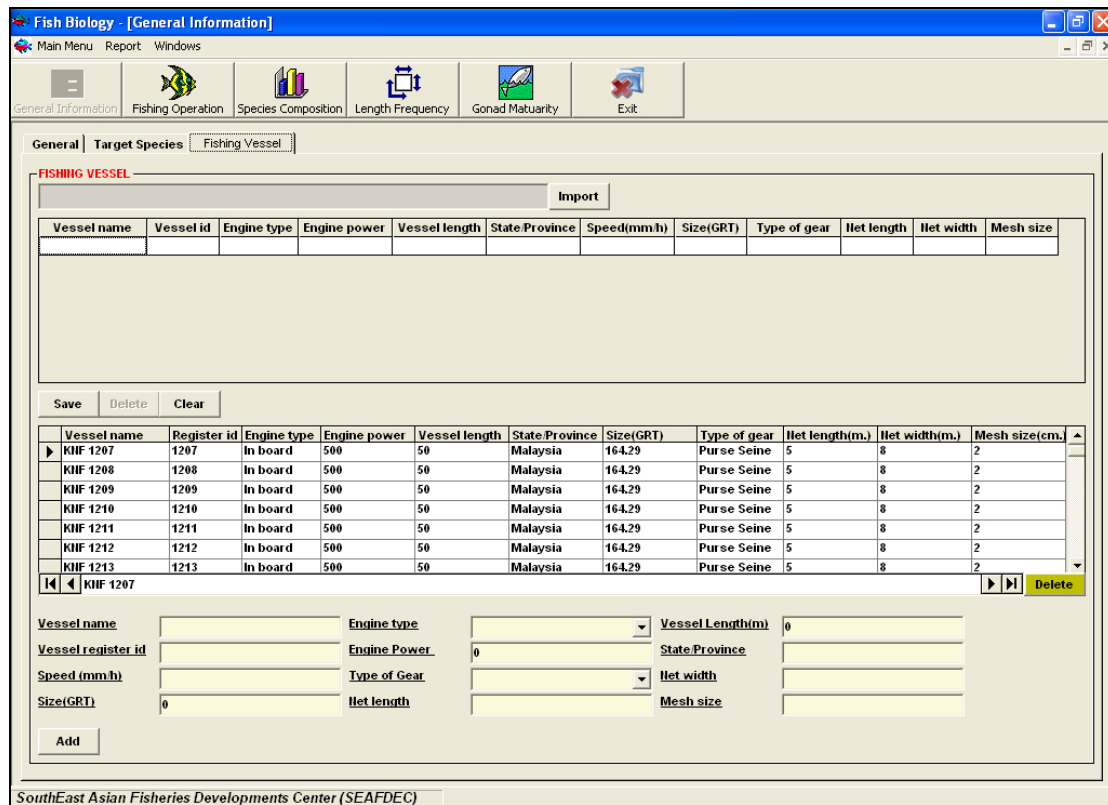 Fish Biology - [General Information]
Main Menu Report Windows
General Information Fishing Operation Species Composition Length Frequency Gonad Matuarity Exit
General Target Species Fishing Vessel
FISHING VESSEL
Import
Vessel name Vessel id Engine type Engine power Vessel length State/Province Speed(mm/h) Size(GRT) Type of gear Net length Net width Mesh size
Save Delete Clear
Vessel name Register id Engine type Engine power Vessel length State/Province Size(GRT) Type of gear Net length(m.) Net width(m.) Mesh size(cm.)
KNF 1207 1207 In board 500 50 Malaysia 164.29 Purse Seine 5 8 2
KNF 1208 1208 In board 500 50 Malaysia 164.29 Purse Seine 5 8 2
KNF 1209 1209 In board 500 50 Malaysia 164.29 Purse Seine 5 8 2
KNF 1210 1210 In board 500 50 Malaysia 164.29 Purse Seine 5 8 2
KNF 1211 1211 In board 500 50 Malaysia 164.29 Purse Seine 5 8 2
KNF 1212 1212 In board 500 50 Malaysia 164.29 Purse Seine 5 8 2
KNF 1213 1213 In board 500 50 Malaysia 164.29 Purse Seine 5 8 2
KNF 1207 Delete
Vessel name Engine type Vessel Length(m) 0
Vessel register id Engine Power 0 State/Province
Speed (mm/h) Type of Gear Net width
Size(GRT) 0 Net length Mesh size
Add
SouthEast Asian Fisheries Developments Center (SEAFDEC)